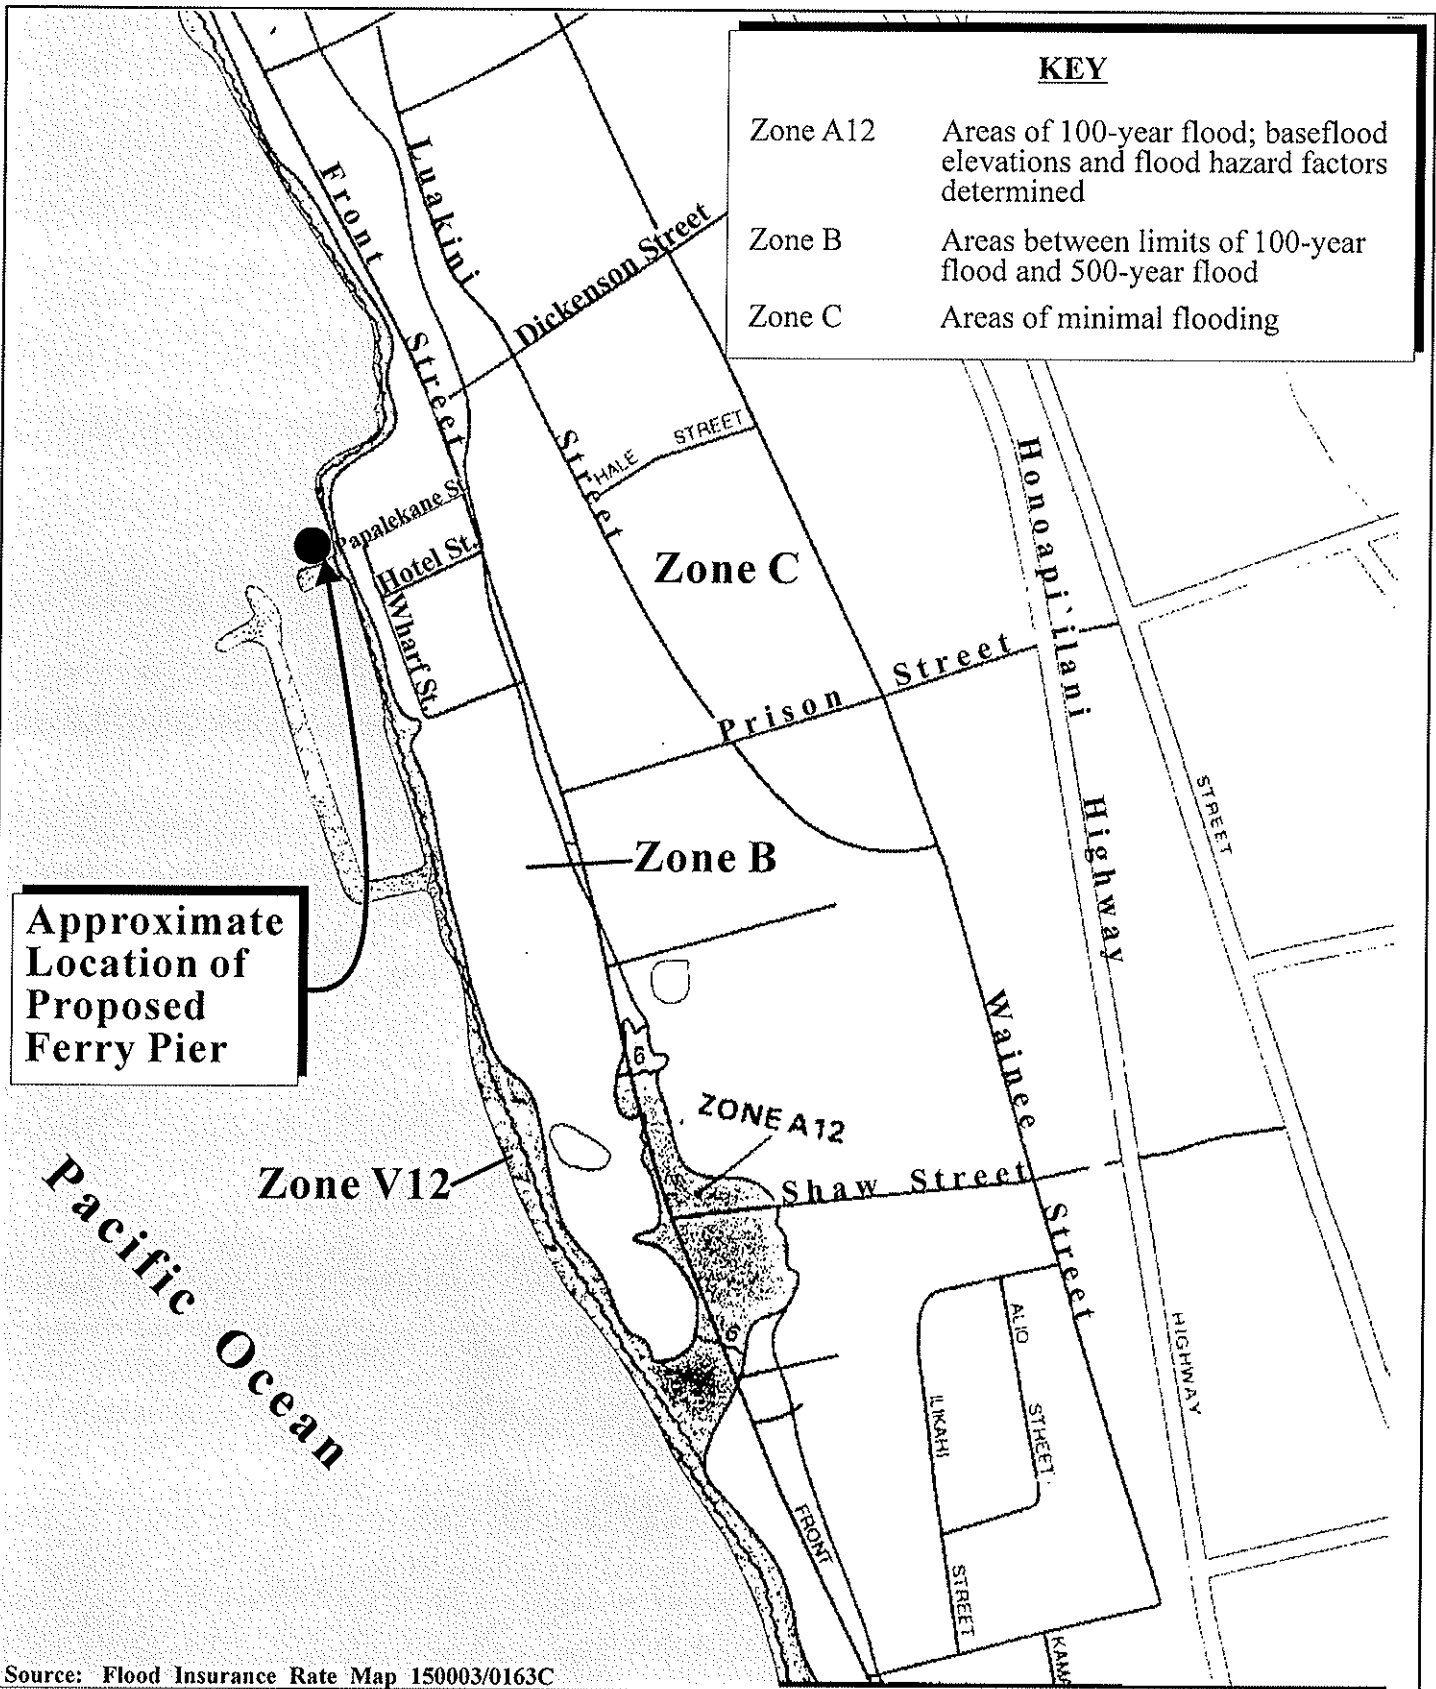 KEY
Zone A12 Areas of 100-year flood; baseflood
elevations and flood hazard factors
determined
Zone B Areas between limits of 100-year
flood and 500-year flood
Zone C Areas of minimal flooding
Front Street
Luakini Street
Dickenson Street
HALE STREET
Papalekane St.
Hotel St.
Wharf St.
Zone C
Prison Street
Honoapi`ilani Highway
STREET
Zone B
Approximate
Location of
Proposed
Ferry Pier
Wainee Street
6
ZONE A12
Zone V12
Shaw Street
Pacific Ocean
6
ALIO STREET
ILIKAHI STREET
HIGHWAY
FRONT
Source: Flood Insurance Rate Map 150003/0163C